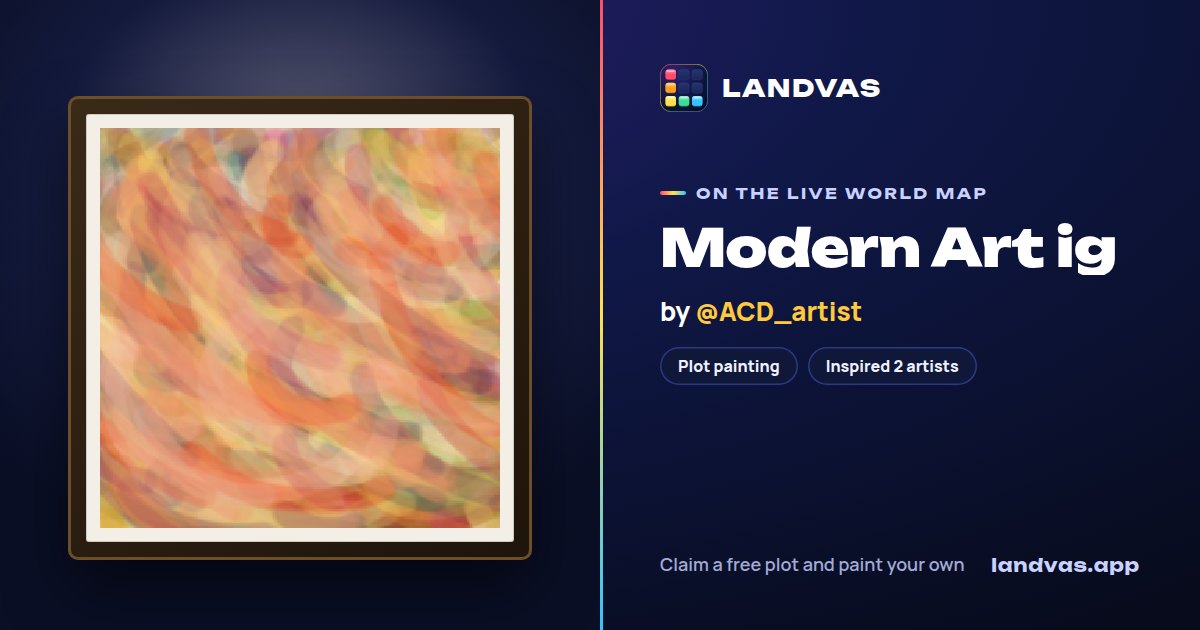 LANDVAS
ON THE LIVE WORLD MAP
Modern Art ig
by @ACD_artist
Plot painting
Inspired 2 artists
Claim a free plot and paint your own
landvas.app